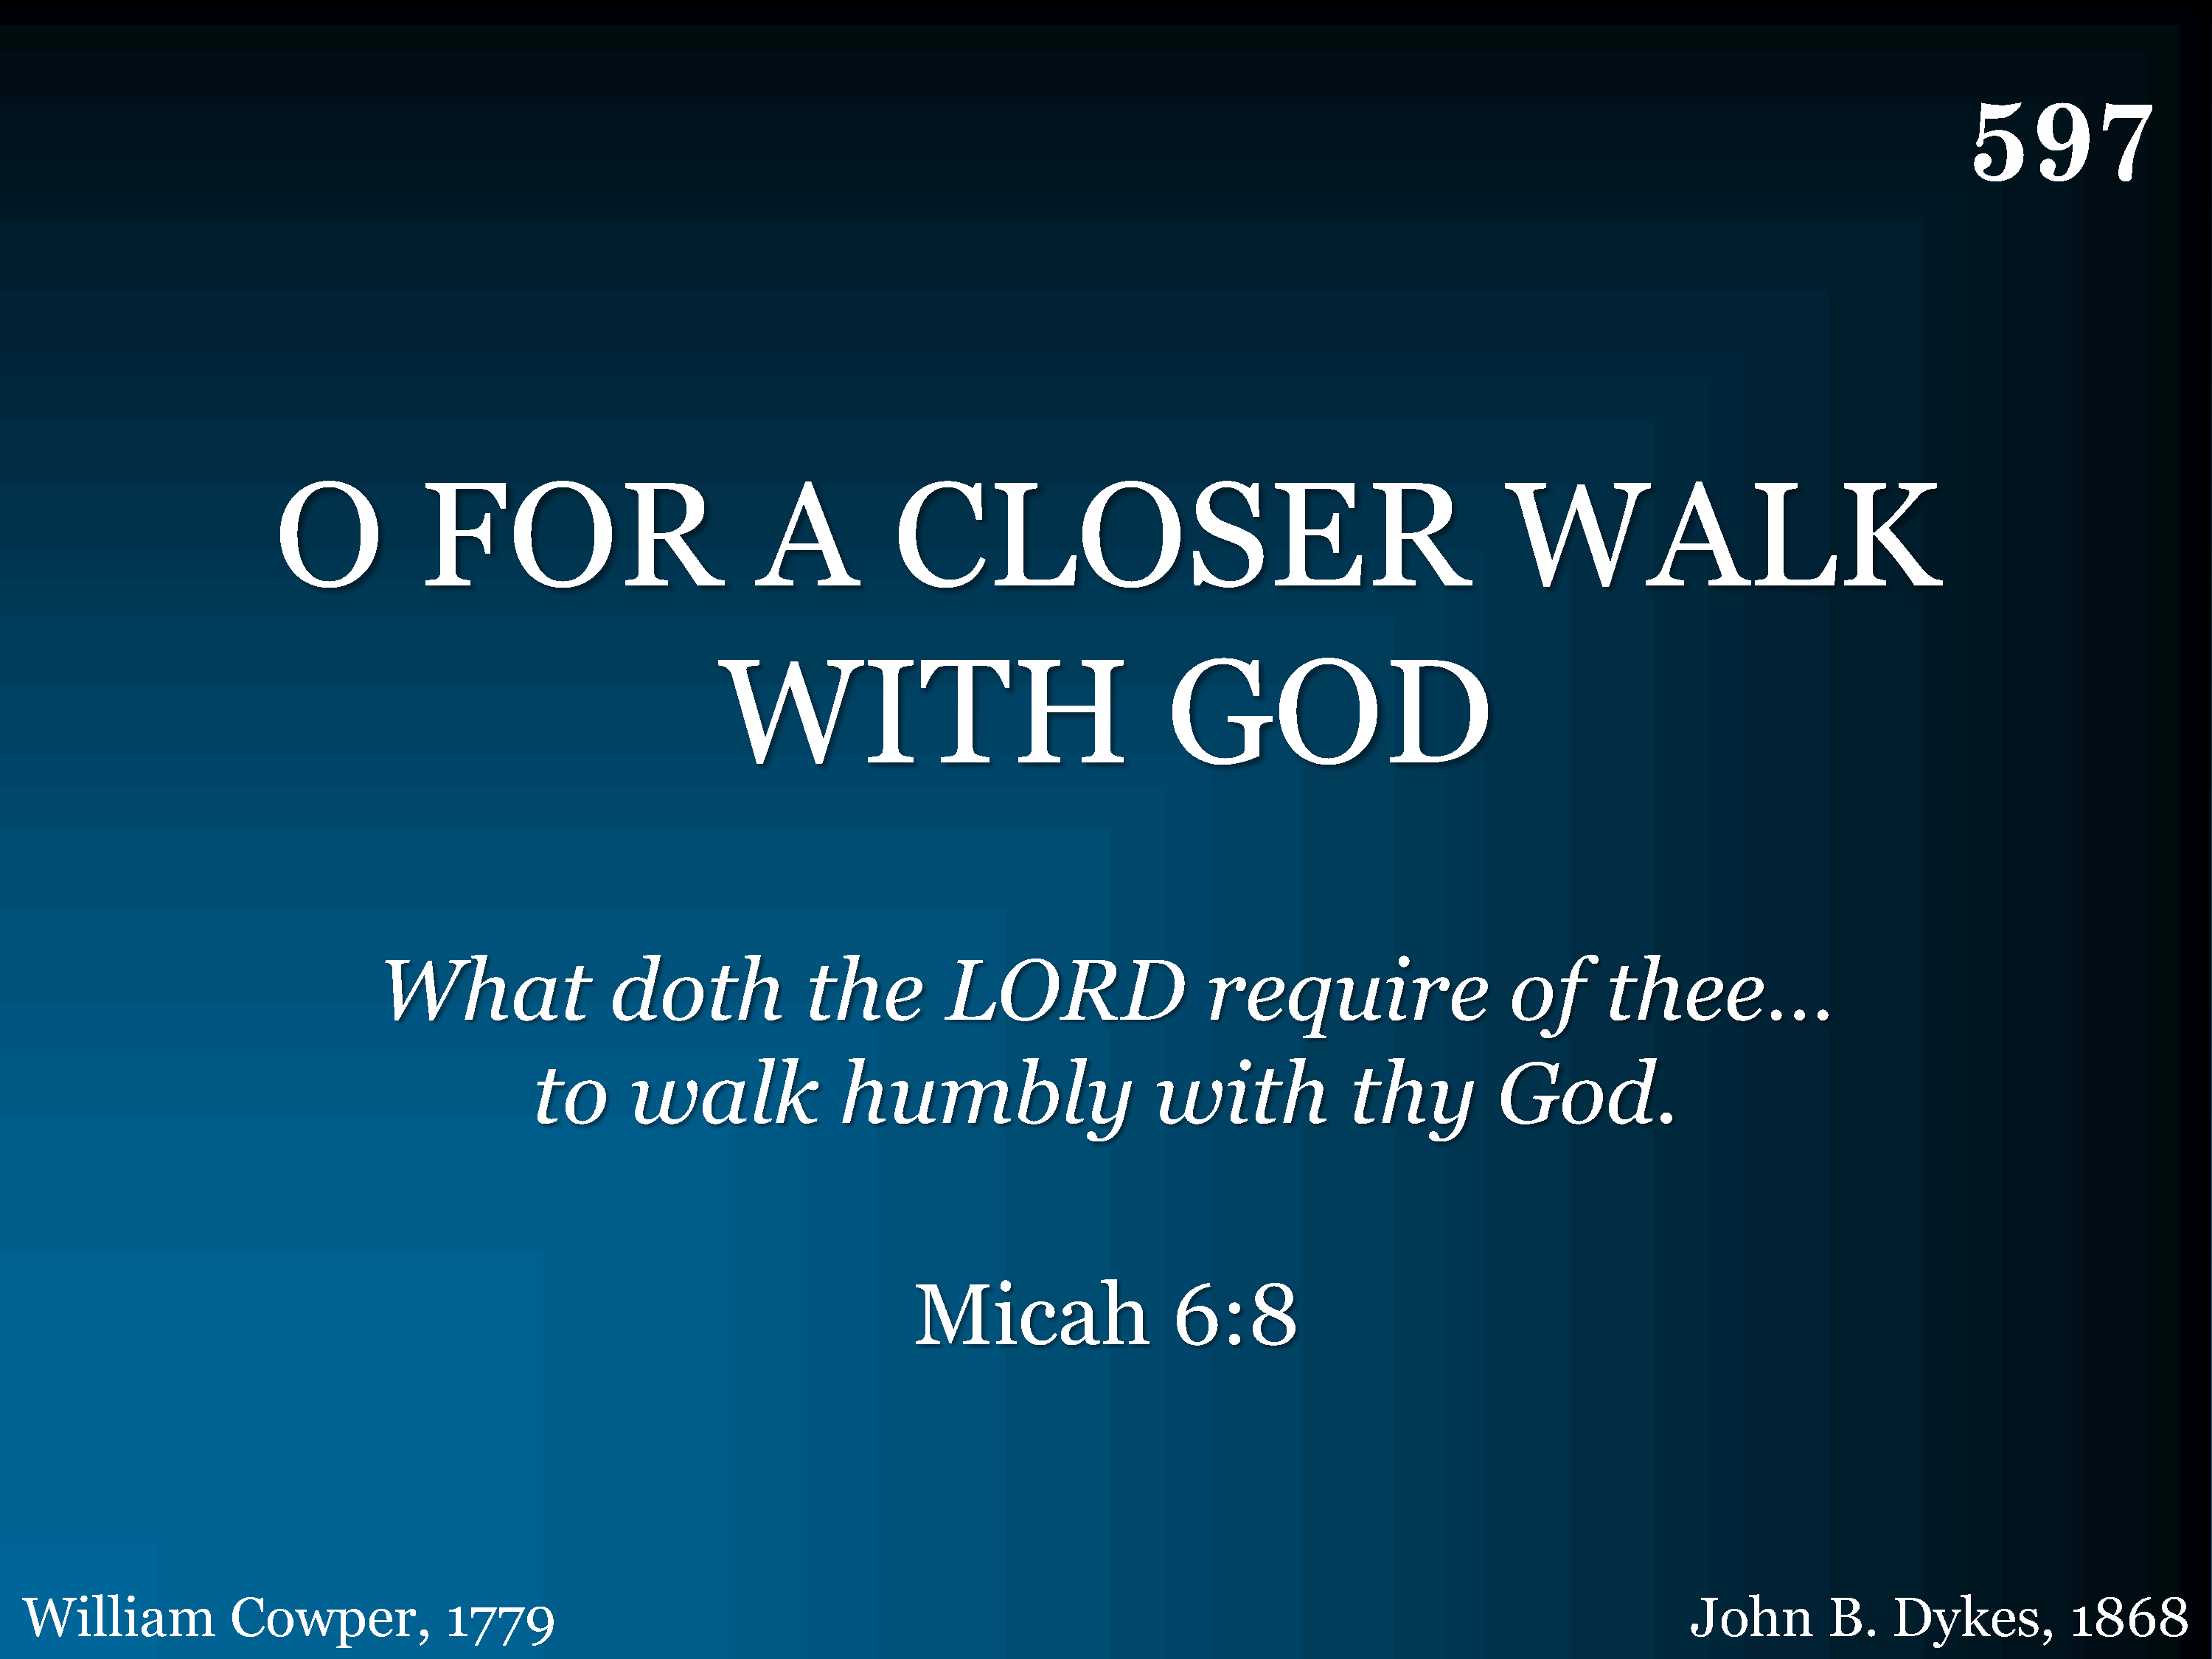 597
O FOR A CLOSER WALK
WITH GOD
What doth the LORD require of thee...
to walk humbly with thy God.
Micah 6:8
William Cowper, 1779
John B. Dykes, 1868